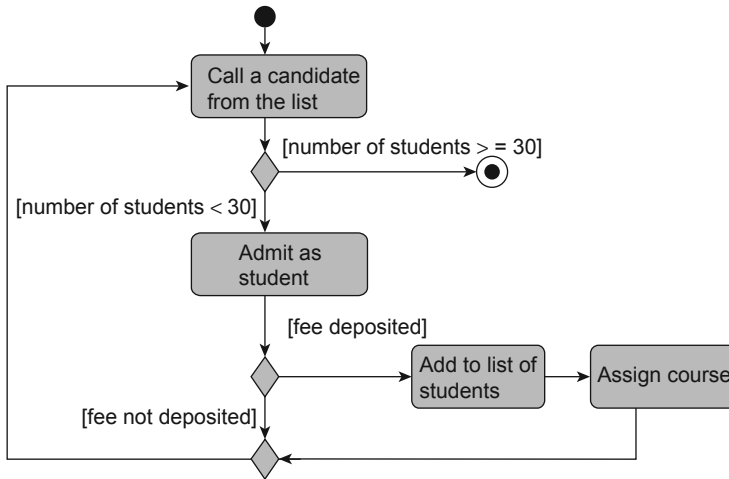 Call a candidate
from the list
[number of students > = 30]
[number of students < 30]
Admit as
student
[fee deposited]
Add to list of
students
Assign course
[fee not deposited]